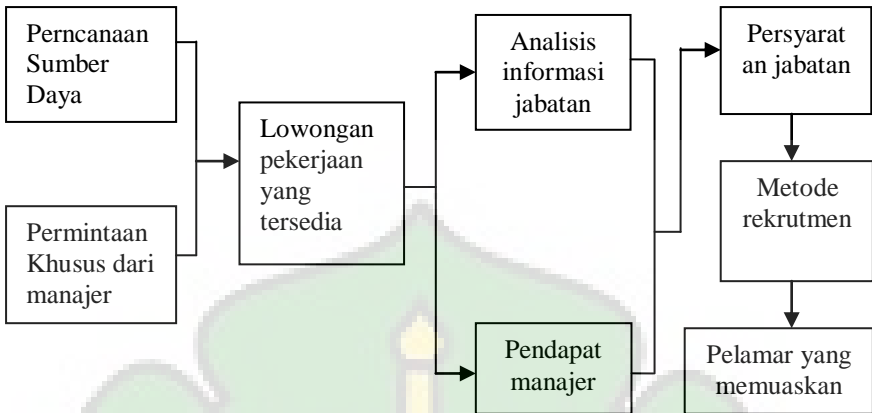 Perncanaan
Sumber
Daya
Permintaan
Khusus dari
manajer
Lowongan
pekerjaan
yang
tersedia
Analisis
informasi
jabatan
Pendapat
manajer
Persyarat
an jabatan
Metode
rekrutmen
Pelamar yang
memuaskan